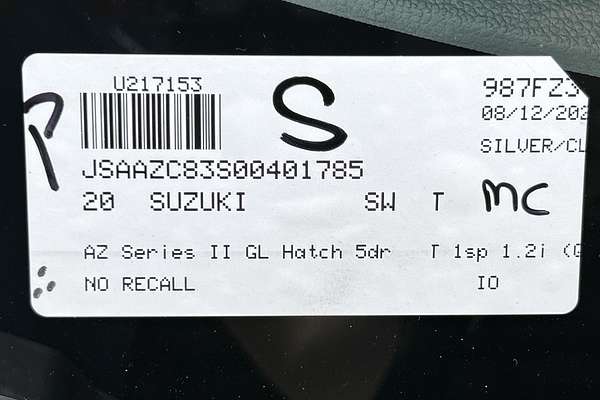 U217153
S
987FZ3
08/12/202
SILVER/CL
JSAAZC83S00401785
20 SUZUKI SW T
MC
AZ Series II GL Hatch 5dr T 1sp 1.2i (G
NO RECALL IO